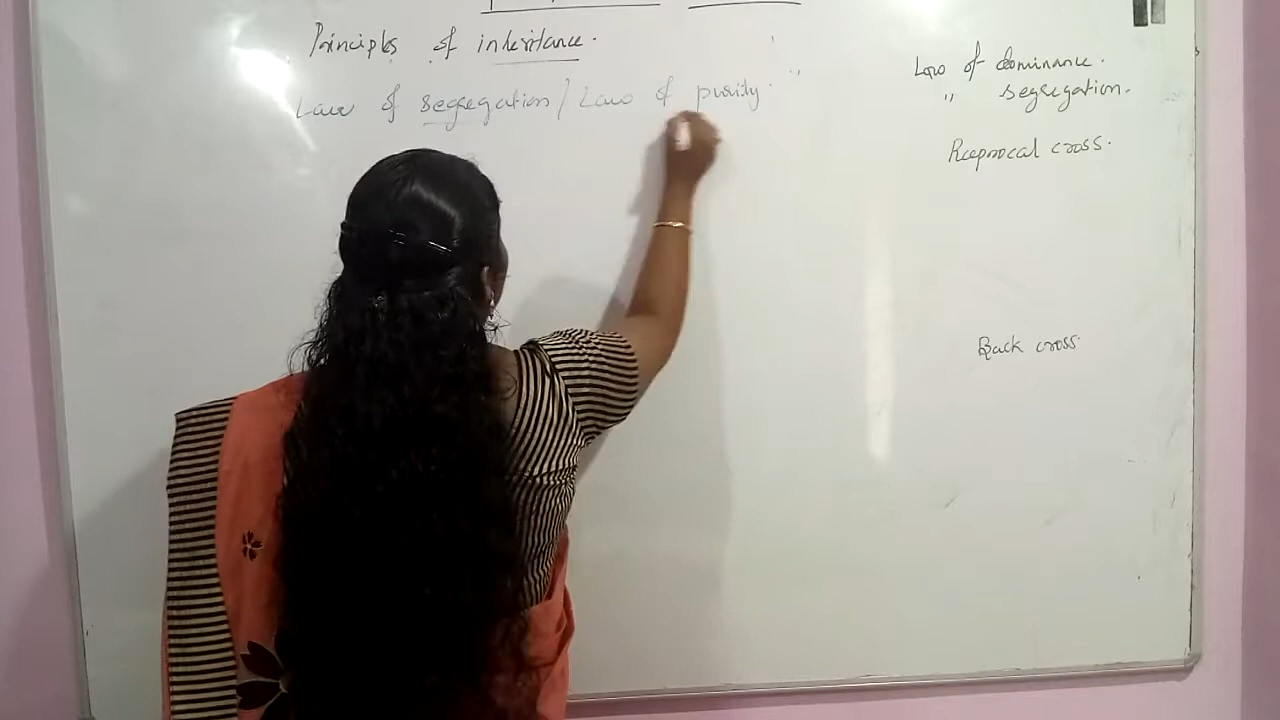 Principles of inheritance.
Law of segregation / Law of purity.
Law of dominance.
" segregation.
Reciprocal cross.
Back cross.